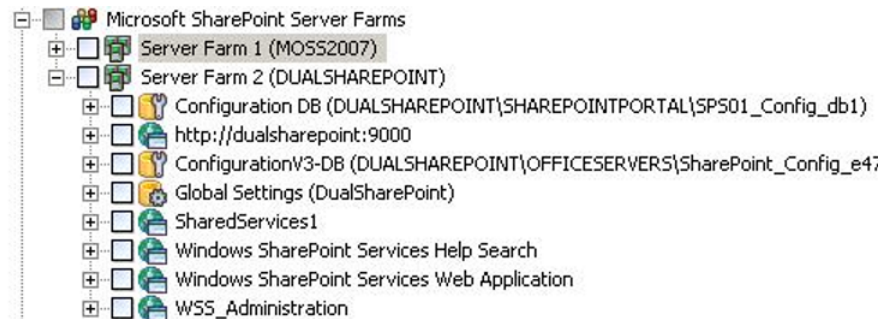 Microsoft SharePoint Server Farms
Server Farm 1 (MOSS2007)
Server Farm 2 (DUALSHAREPOINT)
Configuration DB (DUALSHAREPOINT\SHAREPOINTPORTAL\SPS01_Config_db1)
http://dualsharepoint:9000
ConfigurationV3-DB (DUALSHAREPOINT\OFFICESERVERS\SharePoint_Config_e47
Global Settings (DualSharePoint)
SharedServices1
Windows SharePoint Services Help Search
Windows SharePoint Services Web Application
WSS_Administration